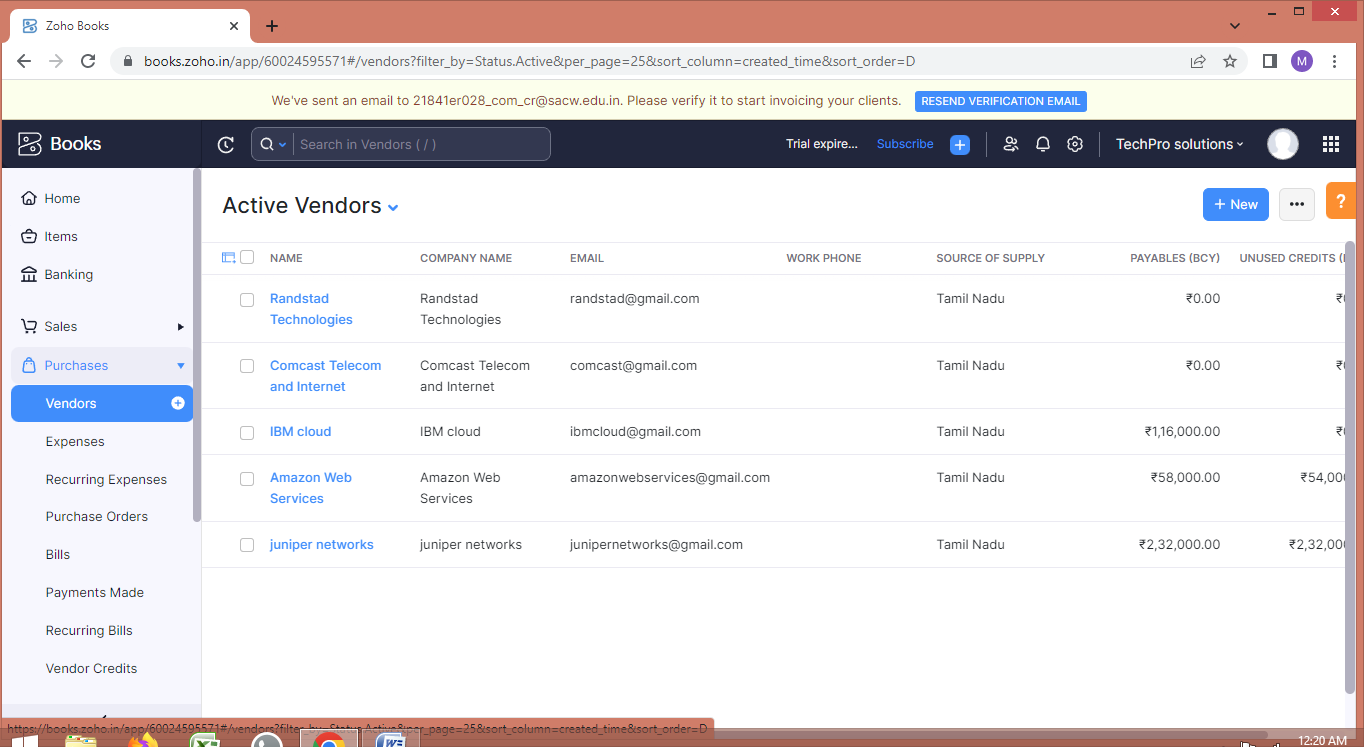 Zoho Books
books.zoho.in/app/60024595571#/vendors?filter_by=Status.Active&per_page=25&sort_column=created_time&sort_order=D
M
We've sent an email to 21841er028_com_cr@sacw.edu.in. Please verify it to start invoicing your clients. RESEND VERIFICATION EMAIL
Books
Search in Vendors ( / )
Trial expire... Subscribe
TechPro solutions
Home
Items
Banking
Sales
Purchases
Vendors
Expenses
Recurring Expenses
Purchase Orders
Bills
Payments Made
Recurring Bills
Vendor Credits
Active Vendors
+ New
?
NAME COMPANY NAME EMAIL WORK PHONE SOURCE OF SUPPLY PAYABLES (BCY) UNUSED CREDITS (
Randstad Randstad randstad@gmail.com Tamil Nadu ₹0.00 ₹
Technologies Technologies
Comcast Telecom Comcast Telecom comcast@gmail.com Tamil Nadu ₹0.00 ₹
and Internet and Internet
IBM cloud IBM cloud ibmcloud@gmail.com Tamil Nadu ₹1,16,000.00 ₹
Amazon Web Amazon Web amazonwebservices@gmail.com Tamil Nadu ₹58,000.00 ₹54,00
Services Services
juniper networks juniper networks junipernetworks@gmail.com Tamil Nadu ₹2,32,000.00 ₹2,32,00
https://books.zoho.in/app/60024595571#/vendors?filter_by=Status.Active&per_page=25&sort_column=created_time&sort_order=D
12:20 AM